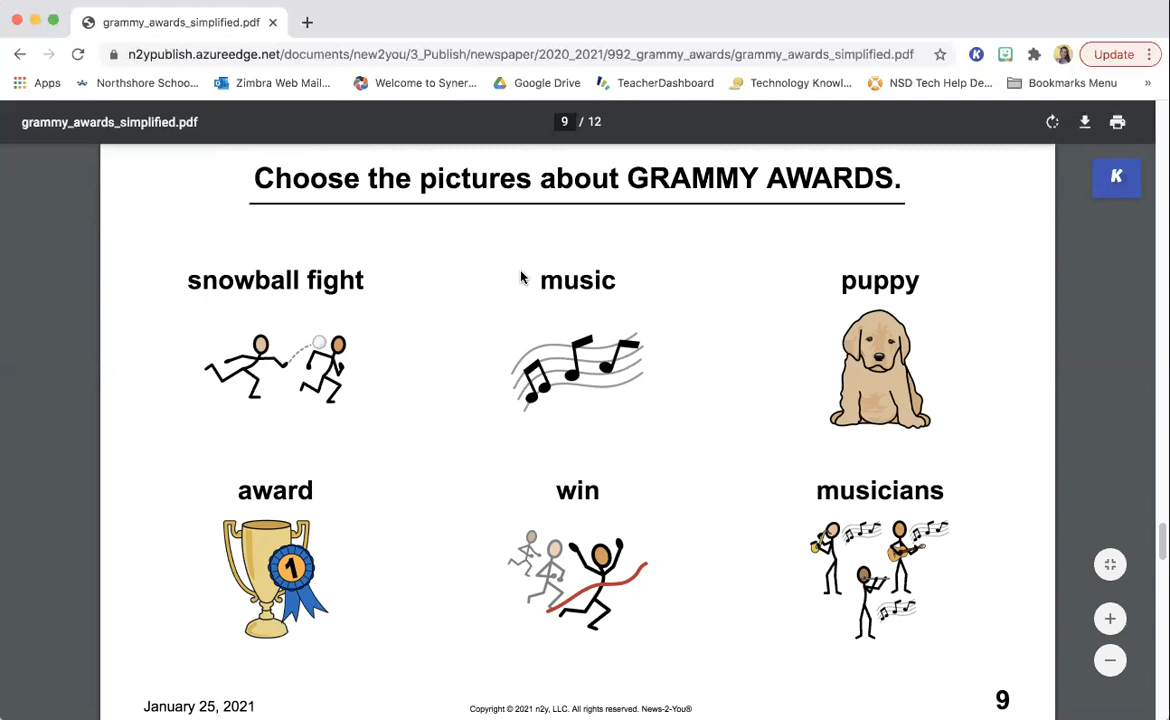 grammy_awards_simplified.pdf
n2ypublish.azureedge.net/documents/new2you/3_Publish/newspaper/2020_2021/992_grammy_awards/grammy_awards_simplified.pdf
K
Update
Apps
Northshore Schoo...
Zimbra Web Mail...
Welcome to Syner...
Google Drive
TeacherDashboard
Technology Knowl...
NSD Tech Help De...
Bookmarks Menu
»
grammy_awards_simplified.pdf
9 / 12
K
Choose the pictures about GRAMMY AWARDS.
snowball fight
music
puppy
award
win
musicians
1
January 25, 2021
Copyright © 2021 n2y, LLC. All rights reserved. News-2-You®
9